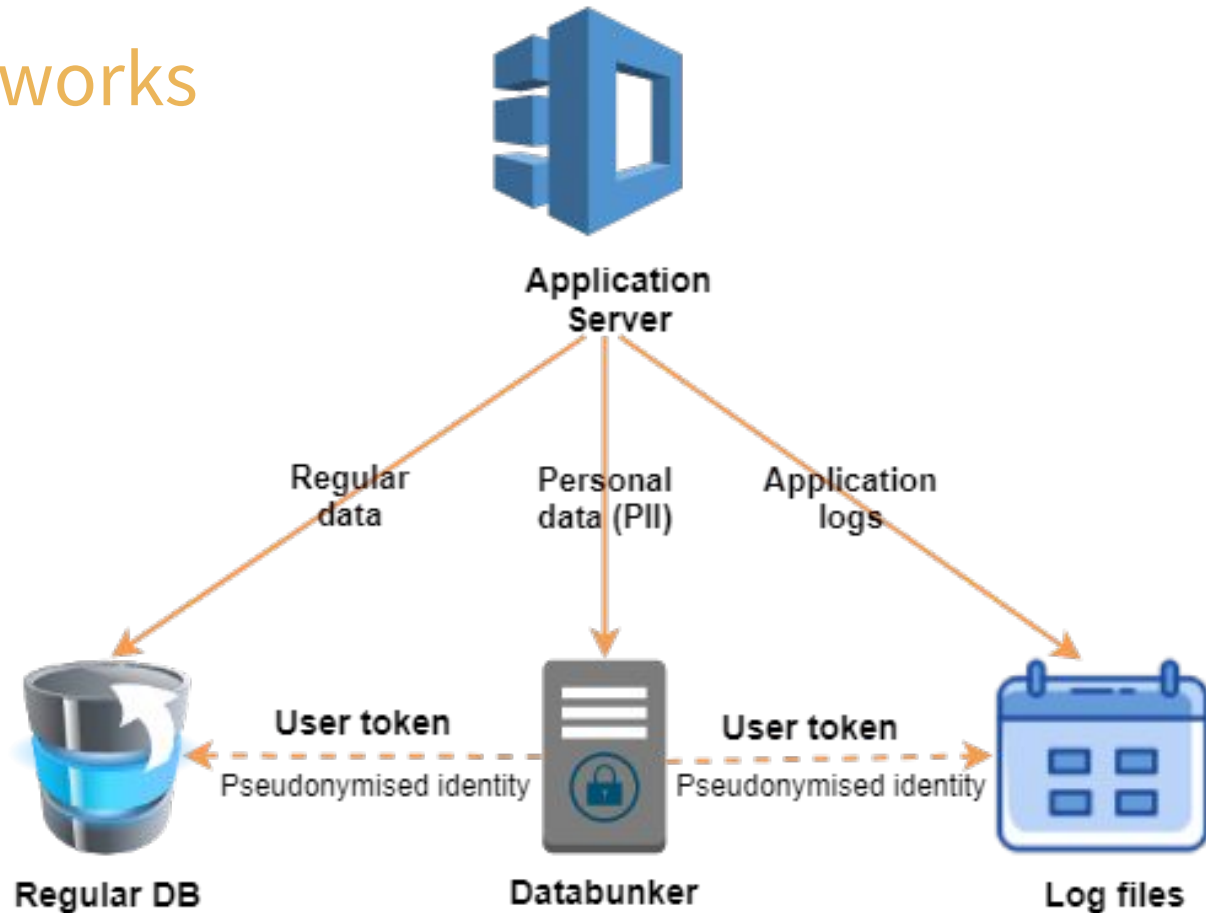 works
Application
Server
Regular
data
Personal
data (PII)
Application
logs
User token
Pseudonymised identity
User token
Pseudonymised identity
Regular DB
Databunker
Log files